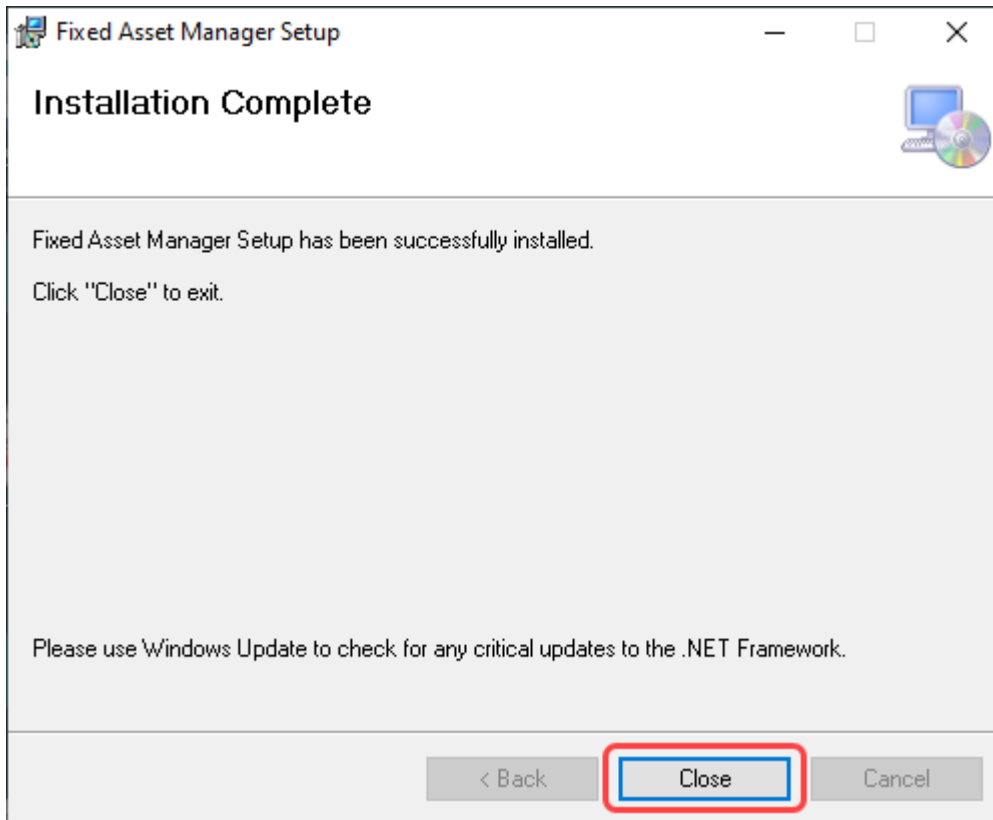 Fixed Asset Manager Setup
Installation Complete
Fixed Asset Manager Setup has been successfully installed.
Click "Close" to exit.
Please use Windows Update to check for any critical updates to the .NET Framework.
< Back Close Cancel